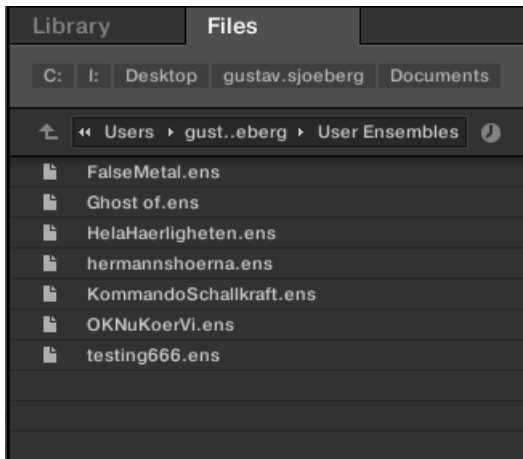 Library Files
C: I: Desktop gustav.sjoeberg Documents
Users gust..eberg User Ensembles
FalseMetal.ens
Ghost of.ens
HelaHaerligheten.ens
hermannshoerna.ens
KommandoSchallkraft.ens
OKNuKoerVi.ens
testing666.ens